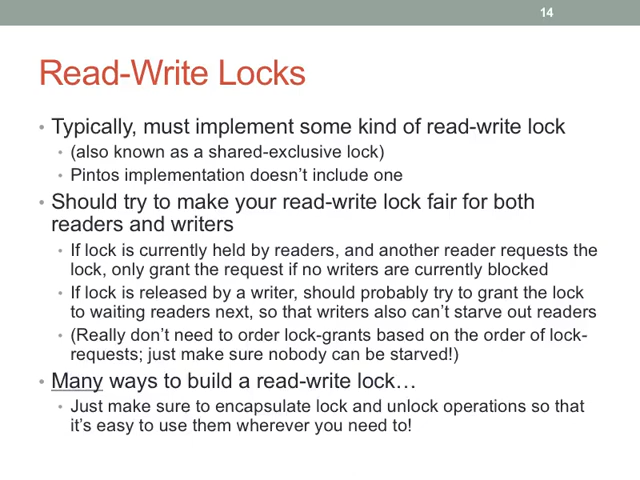 14
Read-Write Locks
• Typically, must implement some kind of read-write lock
• (also known as a shared-exclusive lock)
• Pintos implementation doesn't include one
• Should try to make your read-write lock fair for both
readers and writers
• If lock is currently held by readers, and another reader requests the
lock, only grant the request if no writers are currently blocked
• If lock is released by a writer, should probably try to grant the lock
to waiting readers next, so that writers also can't starve out readers
• (Really don't need to order lock-grants based on the order of lock-
requests; just make sure nobody can be starved!)
• Many ways to build a read-write lock…
• Just make sure to encapsulate lock and unlock operations so that
it's easy to use them wherever you need to!